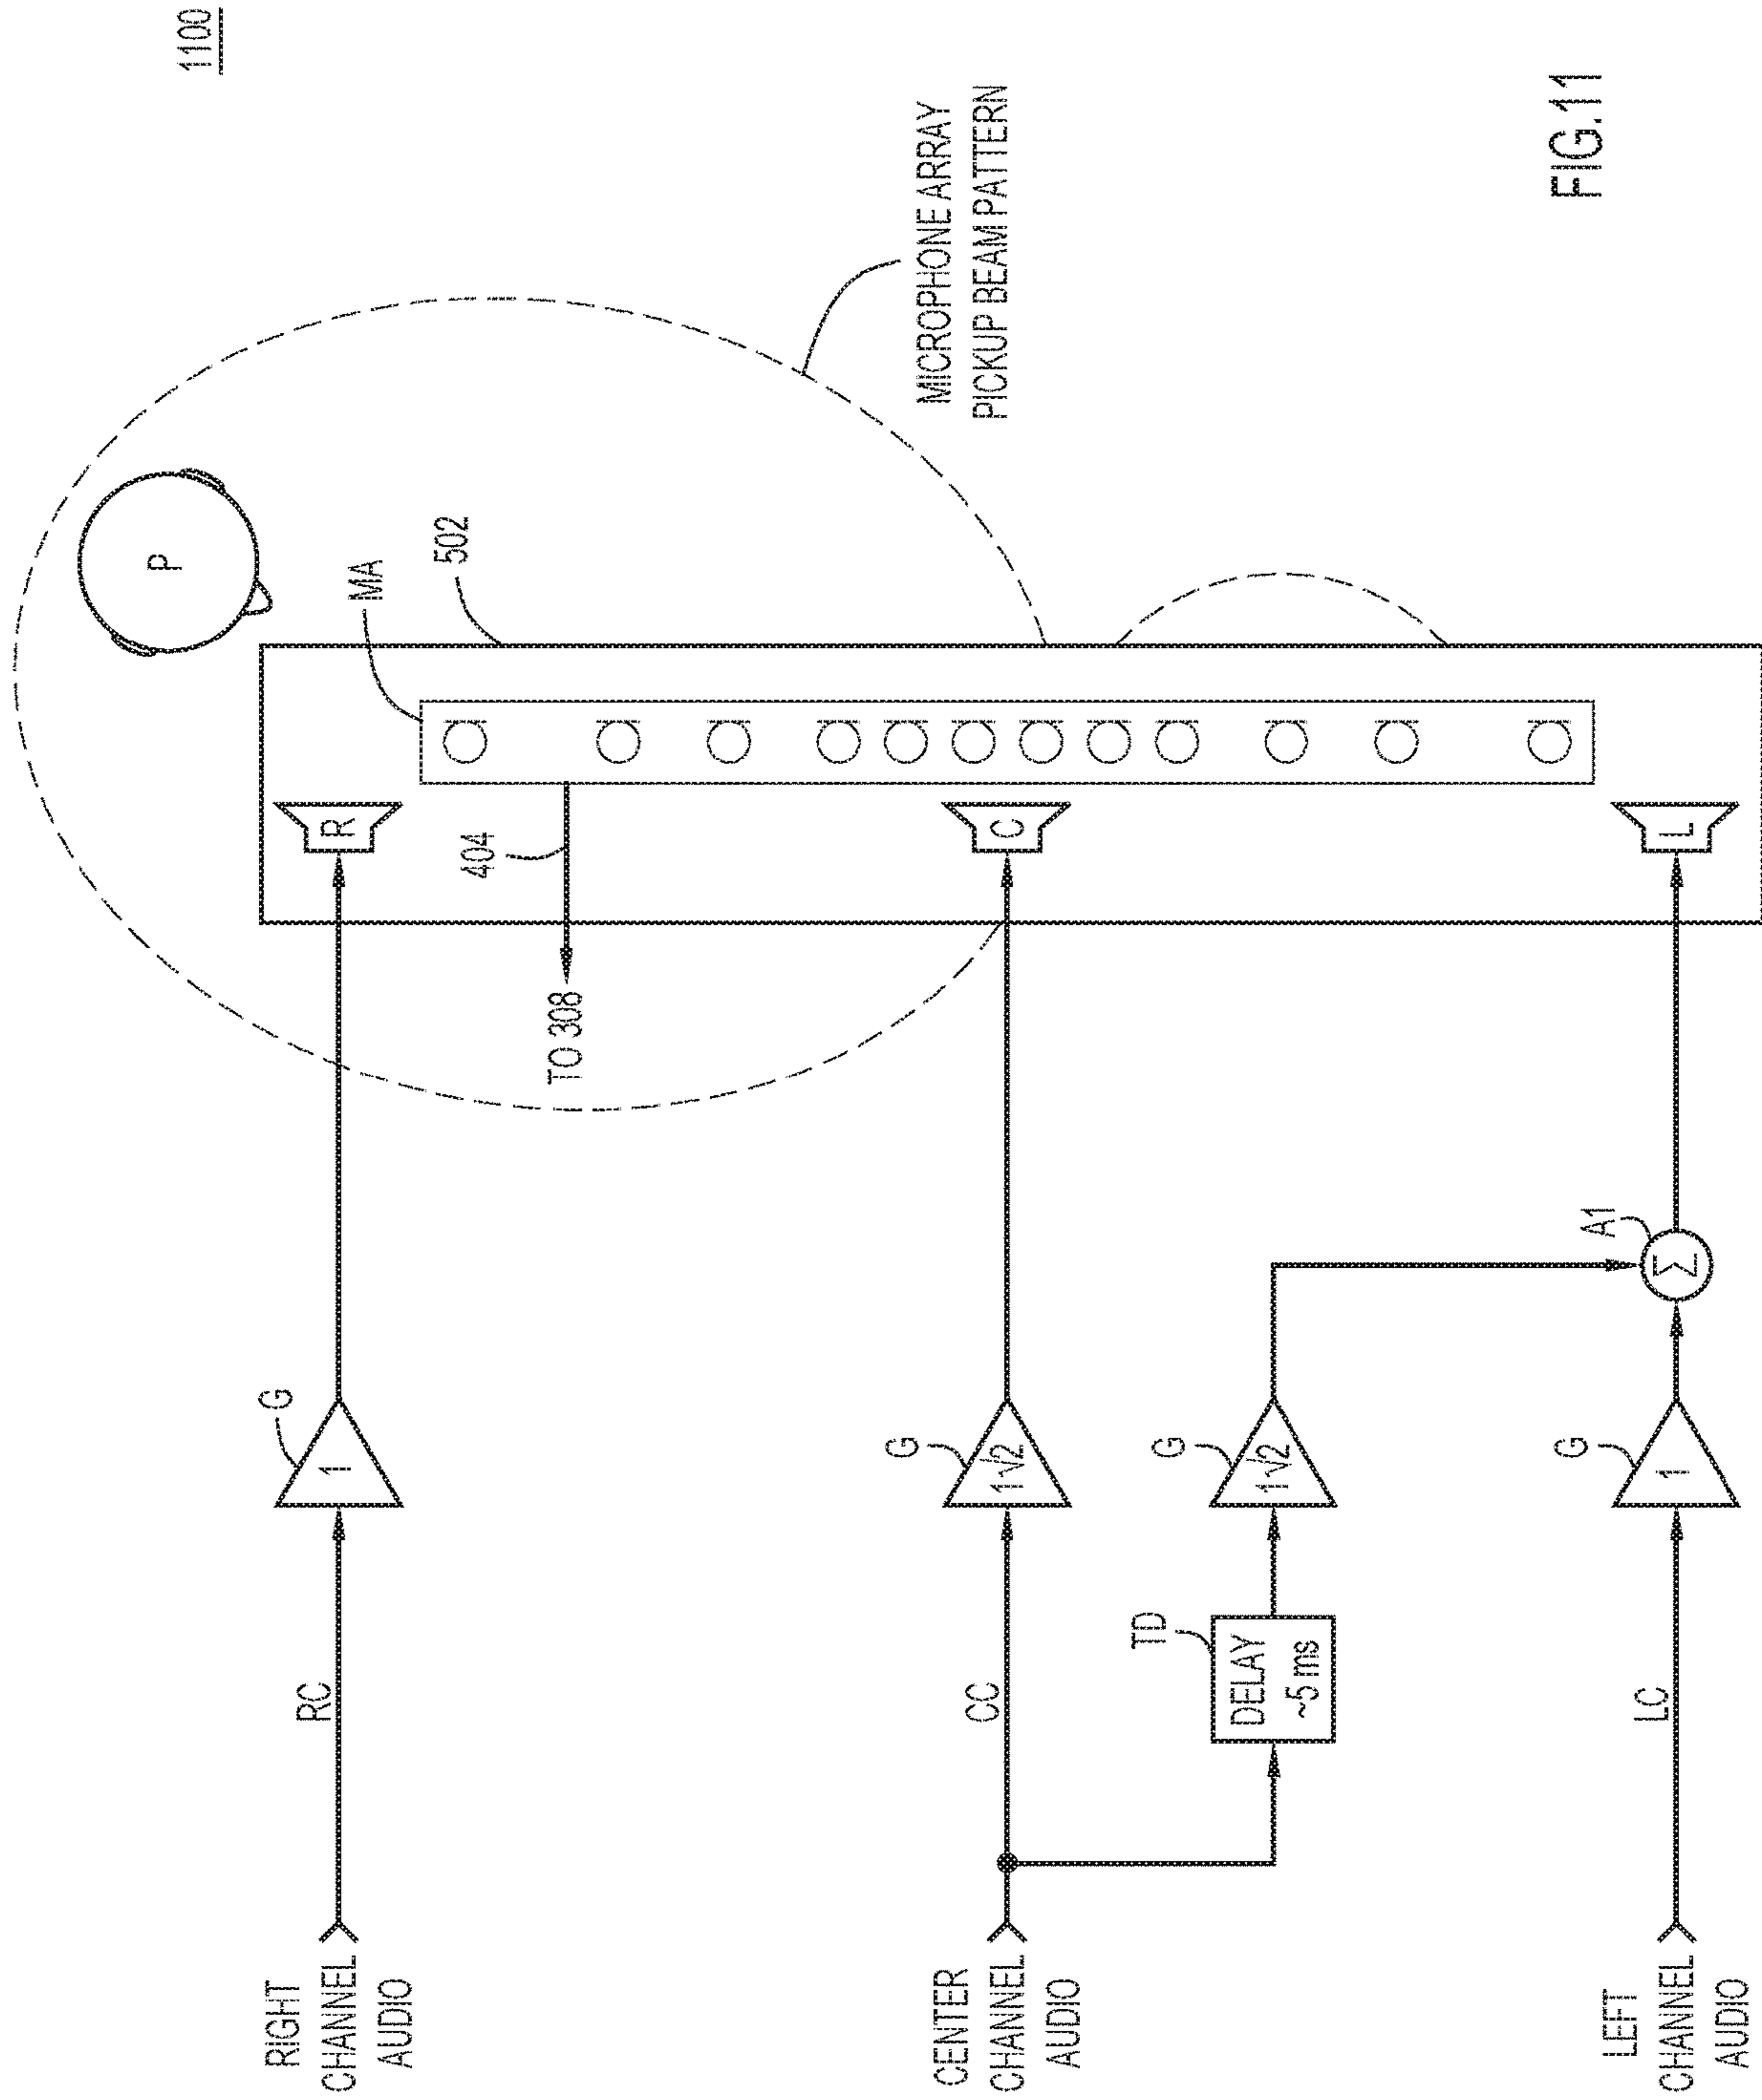 1100
RIGHT
CHANNEL
AUDIO
RC
1
G
R
P
MA
502
404
TO 308
MICROPHONE ARRAY
PICKUP BEAM PATTERN
CENTER
CHANNEL
AUDIO
CC
1√2
G
C
TD
DELAY
~5 ms
1√2
G
A1
Σ
LEFT
CHANNEL
AUDIO
LC
1
G
L
FIG.11